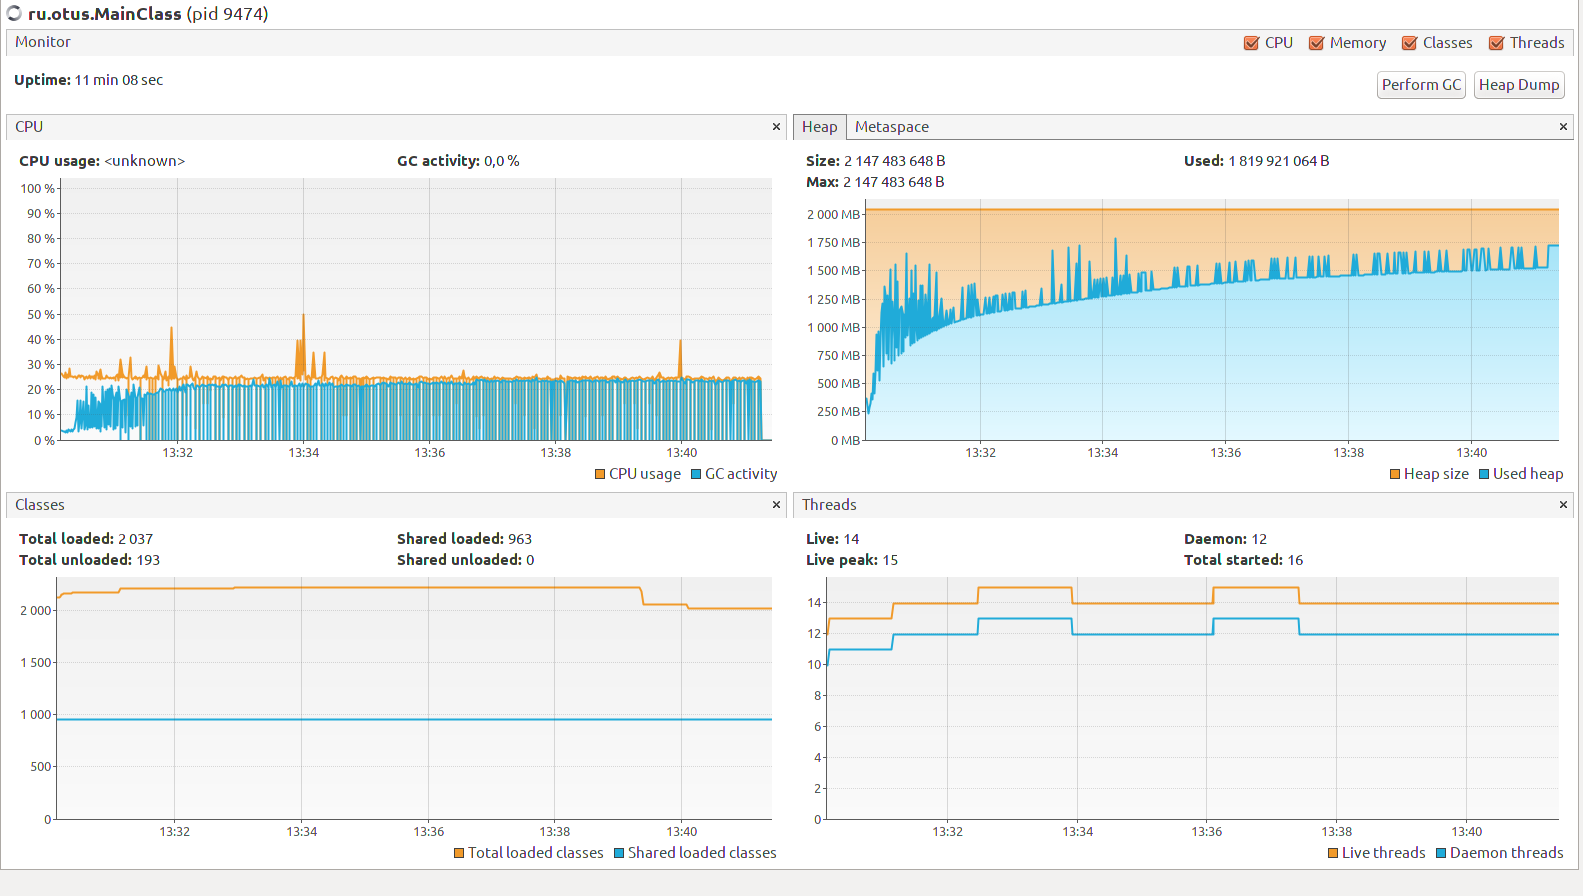 ru.otus.MainClass (pid 9474)
Monitor
CPU Memory Classes Threads
Uptime: 11 min 08 sec
Perform GC Heap Dump
CPU ×
CPU usage: <unknown> GC activity: 0,0 %
100 %
90 %
80 %
70 %
60 %
50 %
40 %
30 %
20 %
10 %
0 %
13:32 13:34 13:36 13:38 13:40
CPU usage GC activity
Heap Metaspace ×
Size: 2 147 483 648 B Used: 1 819 921 064 B
Max: 2 147 483 648 B
2 000 MB
1 750 MB
1 500 MB
1 250 MB
1 000 MB
750 MB
500 MB
250 MB
0 MB
13:32 13:34 13:36 13:38 13:40
Heap size Used heap
Classes ×
Total loaded: 2 037 Shared loaded: 963
Total unloaded: 193 Shared unloaded: 0
2 000
1 500
1 000
500
0
13:32 13:34 13:36 13:38 13:40
Total loaded classes Shared loaded classes
Threads ×
Live: 14 Daemon: 12
Live peak: 15 Total started: 16
14
12
10
8
6
4
2
0
13:32 13:34 13:36 13:38 13:40
Live threads Daemon threads